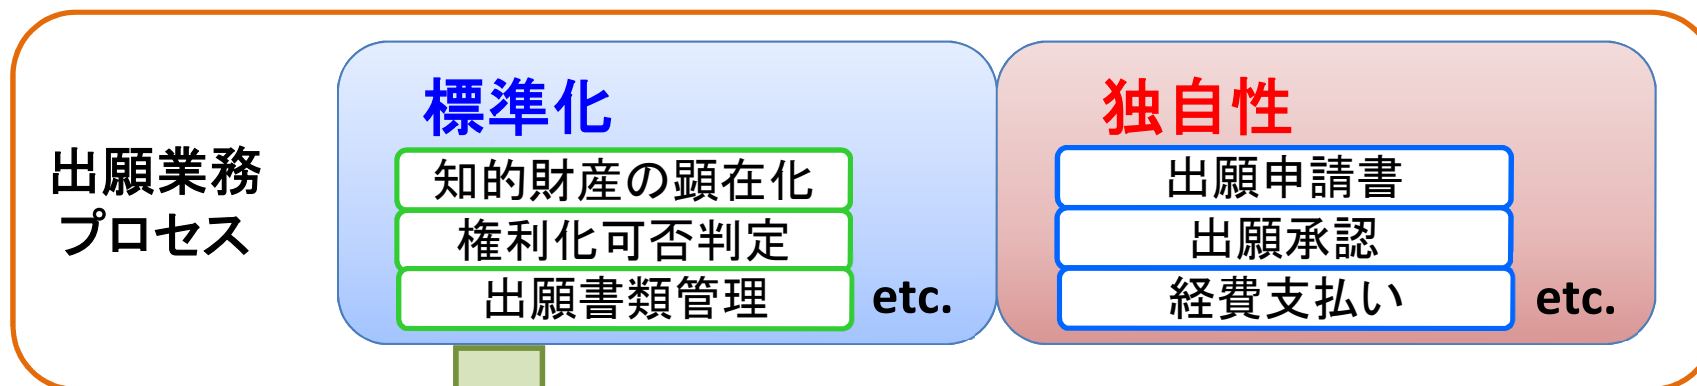 出願業務
プロセス
標準化
知的財産の顕在化
権利化可否判定
出願書類管理
etc.
独自性
出願申請書
出願承認
経費支払い
etc.